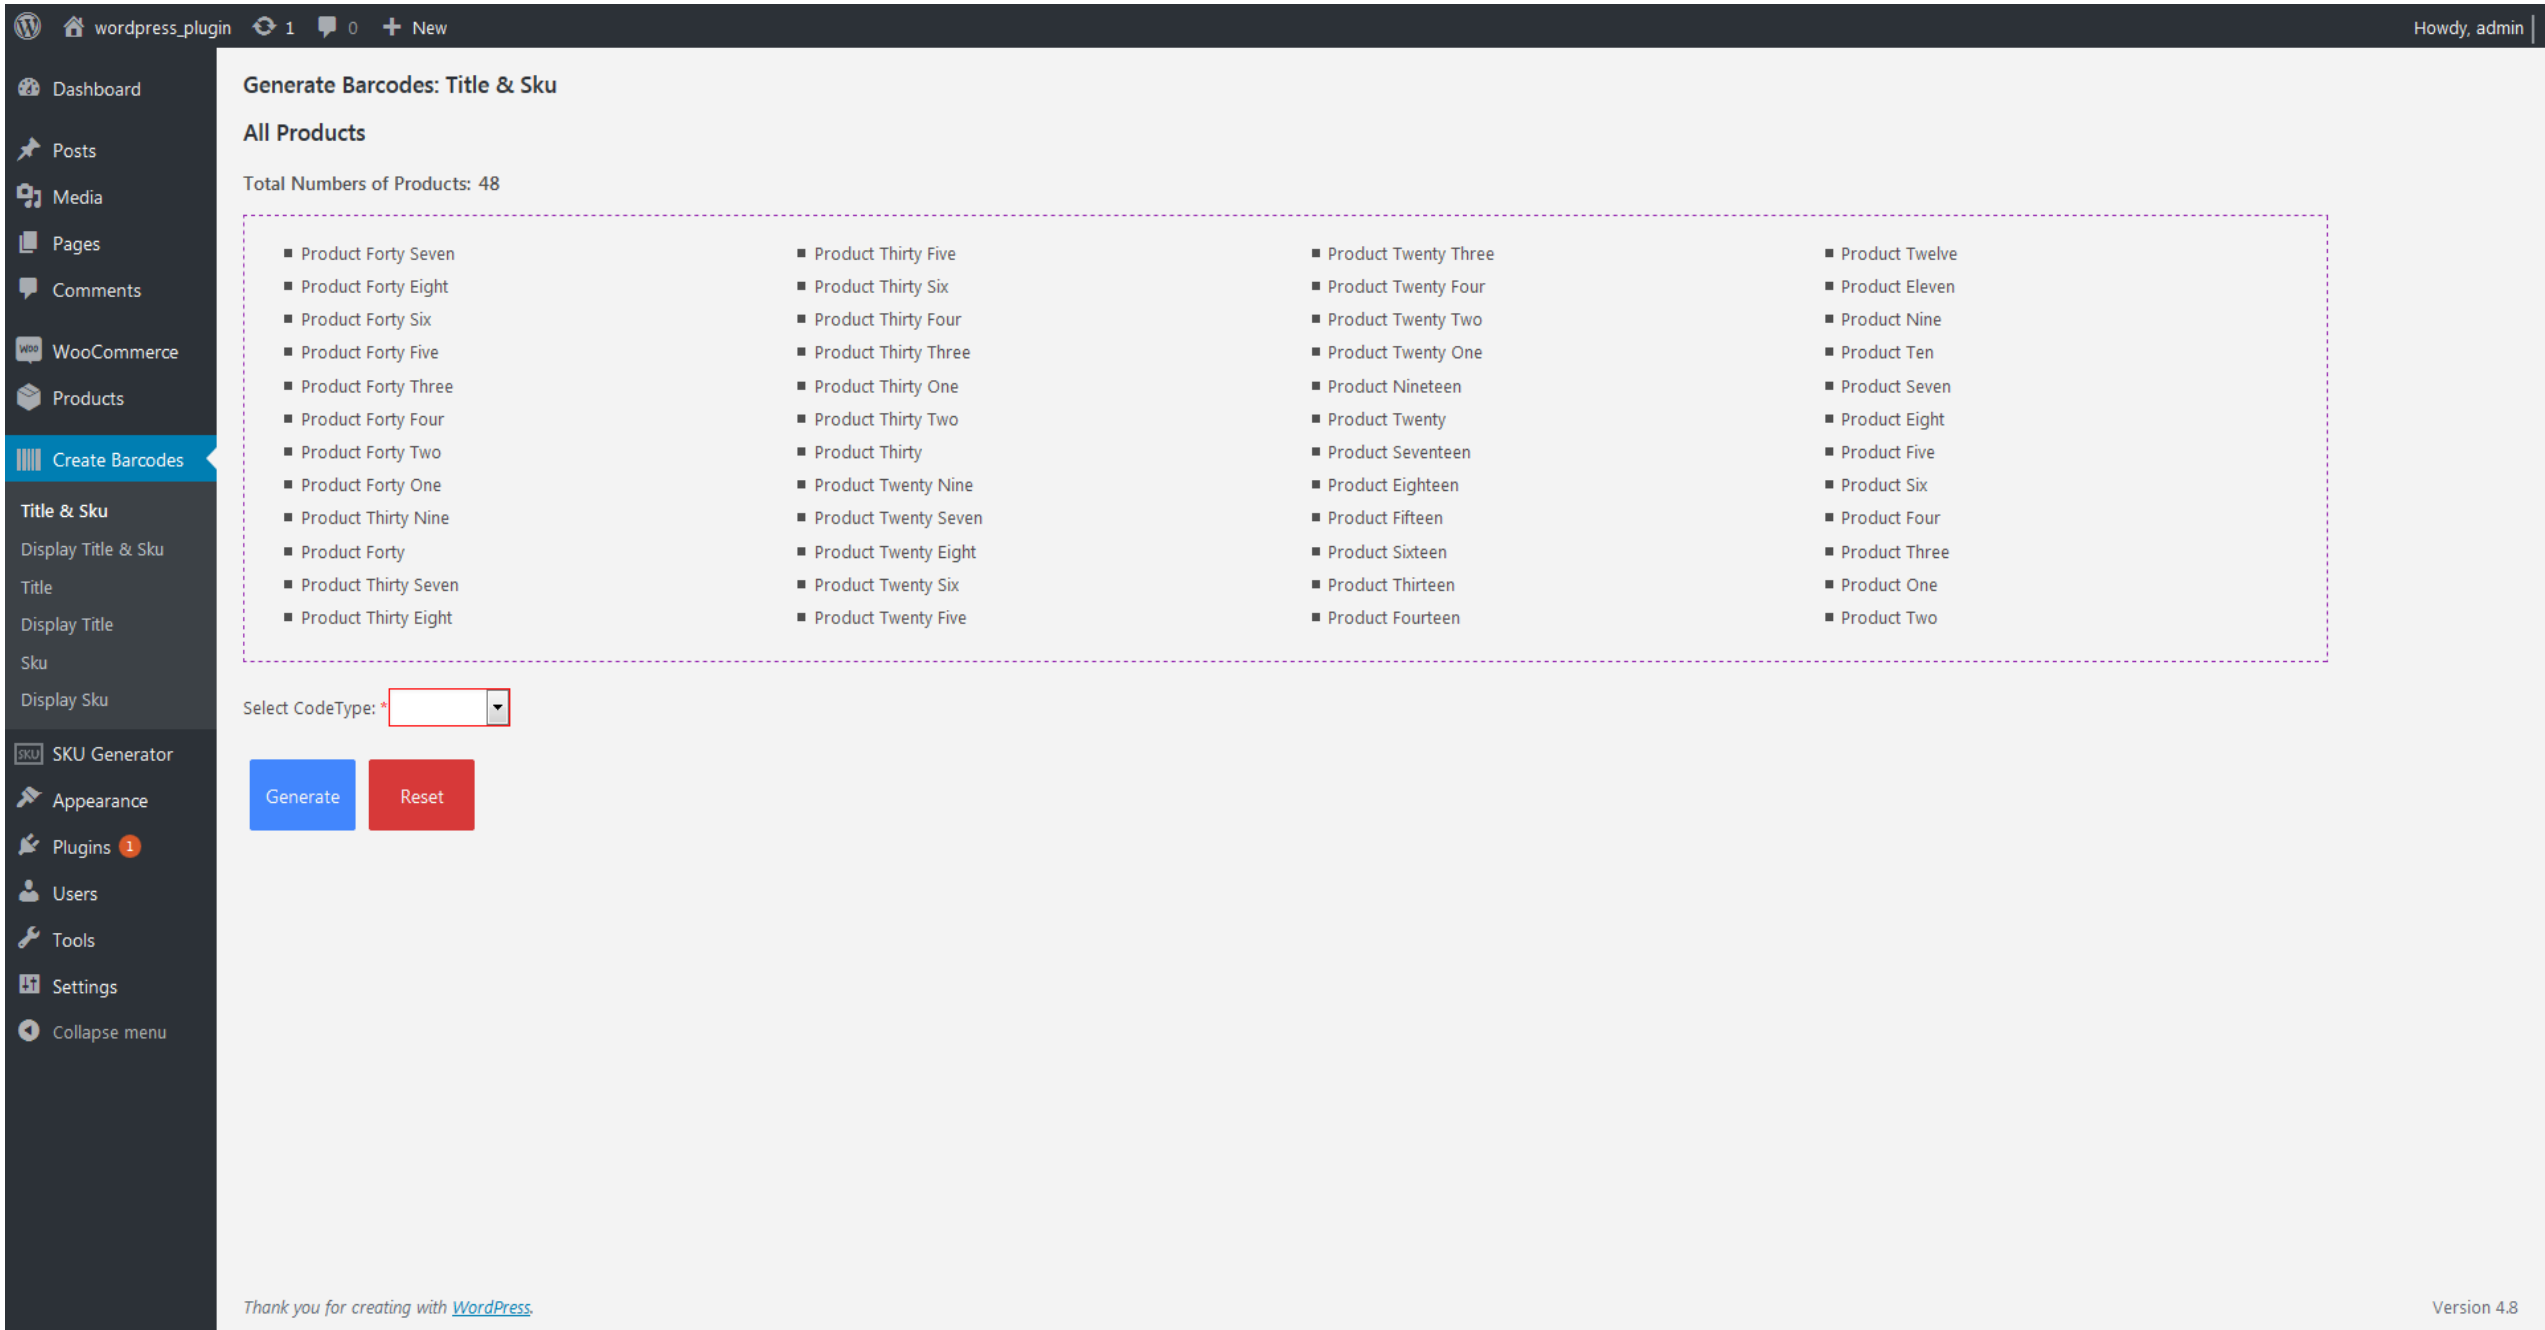 wordpress_plugin 1 0 New Howdy, admin
Dashboard
Posts
Media
Pages
Comments
Woo WooCommerce
Products
Create Barcodes
Title & Sku
Display Title & Sku
Title
Display Title
Sku
Display Sku
SKU SKU Generator
Appearance
Plugins 1
Users
Tools
Settings
Collapse menu
Generate Barcodes: Title & Sku
All Products
Total Numbers of Products: 48
Product Forty Seven
Product Forty Eight
Product Forty Six
Product Forty Five
Product Forty Three
Product Forty Four
Product Forty Two
Product Forty One
Product Thirty Nine
Product Forty
Product Thirty Seven
Product Thirty Eight
Product Thirty Five
Product Thirty Six
Product Thirty Four
Product Thirty Three
Product Thirty One
Product Thirty Two
Product Thirty
Product Twenty Nine
Product Twenty Seven
Product Twenty Eight
Product Twenty Six
Product Twenty Five
Product Twenty Three
Product Twenty Four
Product Twenty Two
Product Twenty One
Product Nineteen
Product Twenty
Product Seventeen
Product Eighteen
Product Fifteen
Product Sixteen
Product Thirteen
Product Fourteen
Product Twelve
Product Eleven
Product Nine
Product Ten
Product Seven
Product Eight
Product Five
Product Six
Product Four
Product Three
Product One
Product Two
Select CodeType: *
Generate Reset
Thank you for creating with WordPress. Version 4.8